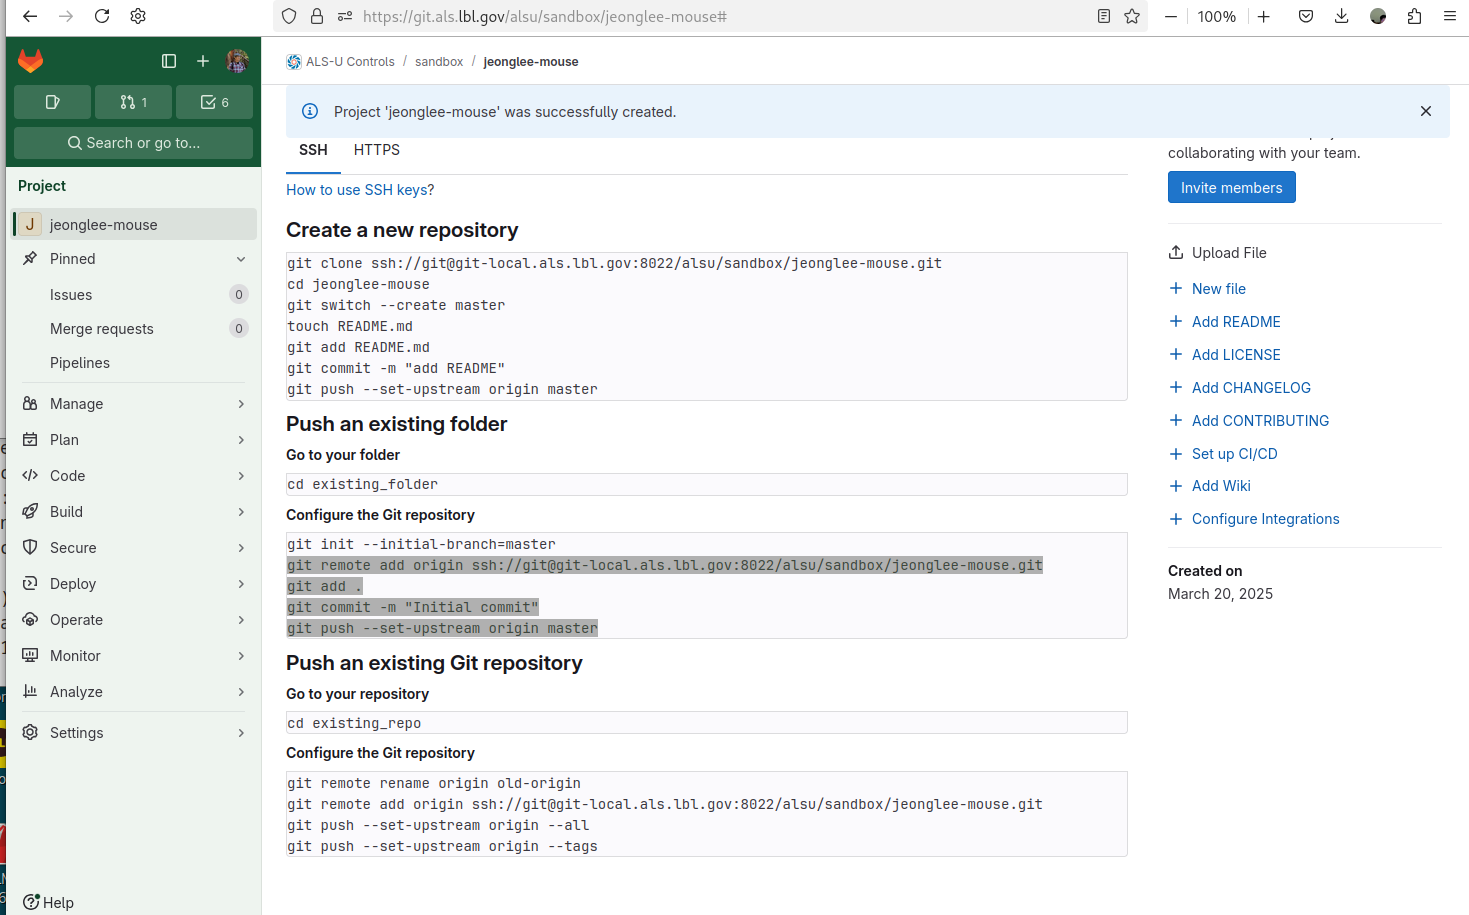 https://git.als.lbl.gov/alsu/sandbox/jeonglee-mouse#
100%
ALS-U Controls / sandbox / jeonglee-mouse
1
6
Search or go to...
Project 'jeonglee-mouse' was successfully created.
Project
J jeonglee-mouse
Pinned
Issues 0
Merge requests 0
Pipelines
Manage
Plan
Code
Build
Secure
Deploy
Operate
Monitor
Analyze
Settings
Help
SSH HTTPS
How to use SSH keys?
Create a new repository
git clone ssh://git@git-local.als.lbl.gov:8022/alsu/sandbox/jeonglee-mouse.git
cd jeonglee-mouse
git switch --create master
touch README.md
git add README.md
git commit -m "add README"
git push --set-upstream origin master
Push an existing folder
Go to your folder
cd existing_folder
Configure the Git repository
git init --initial-branch=master
git remote add origin ssh://git@git-local.als.lbl.gov:8022/alsu/sandbox/jeonglee-mouse.git
git add .
git commit -m "Initial commit"
git push --set-upstream origin master
Push an existing Git repository
Go to your repository
cd existing_repo
Configure the Git repository
git remote rename origin old-origin
git remote add origin ssh://git@git-local.als.lbl.gov:8022/alsu/sandbox/jeonglee-mouse.git
git push --set-upstream origin --all
git push --set-upstream origin --tags
collaborating with your team.
Invite members
Upload File
New file
Add README
Add LICENSE
Add CHANGELOG
Add CONTRIBUTING
Set up CI/CD
Add Wiki
Configure Integrations
Created on
March 20, 2025